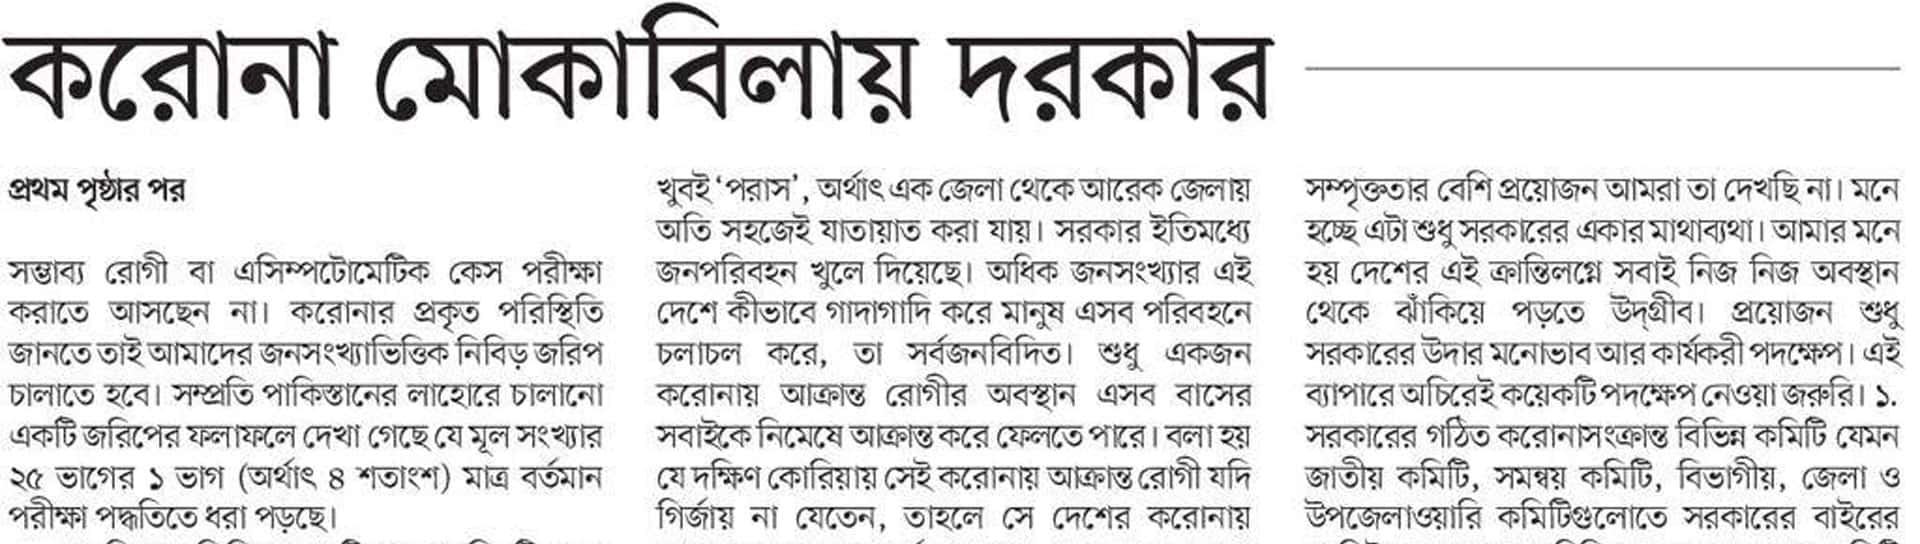 করোনা মোকাবিলায় দরকার
প্রথম পৃষ্ঠার পর
সম্ভাব্য রোগী বা এসিম্পটোমেটিক কেস পরীক্ষা
করাতে আসছেন না। করোনার প্রকৃত পরিস্থিতি
জানতে তাই আমাদের জনসংখ্যাভিত্তিক নিবিড় জরিপ
চালাতে হবে। সম্প্রতি পাকিস্তানের লাহোরে চালানো
একটি জরিপের ফলাফলে দেখা গেছে যে মূল সংখ্যার
২৫ ভাগের ১ ভাগ (অর্থাৎ ৪ শতাংশ) মাত্র বর্তমান
পরীক্ষা পদ্ধতিতে ধরা পড়ছে।
খুবই ‘পরাস’, অর্থাৎ এক জেলা থেকে আরেক জেলায়
অতি সহজেই যাতায়াত করা যায়। সরকার ইতিমধ্যে
জনপরিবহন খুলে দিয়েছে। অধিক জনসংখ্যার এই
দেশে কীভাবে গাদাগাদি করে মানুষ এসব পরিবহনে
চলাচল করে, তা সর্বজনবিদিত। শুধু একজন
করোনায় আক্রান্ত রোগীর অবস্থান এসব বাসের
সবাইকে নিমেষে আক্রান্ত করে ফেলতে পারে। বলা হয়
যে দক্ষিণ কোরিয়ায় সেই করোনায় আক্রান্ত রোগী যদি
গির্জায় না যেতেন, তাহলে সে দেশের করোনায়
সম্পৃক্ততার বেশি প্রয়োজন আমরা তা দেখছি না। মনে
হচ্ছে এটা শুধু সরকারের একার মাথাব্যথা। আমার মনে
হয় দেশের এই ক্রান্তিলগ্নে সবাই নিজ নিজ অবস্থান
থেকে ঝাঁকিয়ে পড়তে উদ্‌গ্রীব। প্রয়োজন শুধু
সরকারের উদার মনোভাব আর কার্যকরী পদক্ষেপ। এই
ব্যাপারে অচিরেই কয়েকটি পদক্ষেপ নেওয়া জরুরি। ১.
সরকারের গঠিত করোনাসংক্রান্ত বিভিন্ন কমিটি যেমন
জাতীয় কমিটি, সমন্বয় কমিটি, বিভাগীয়, জেলা ও
উপজেলাওয়ারি কমিটিগুলোতে সরকারের বাইরের